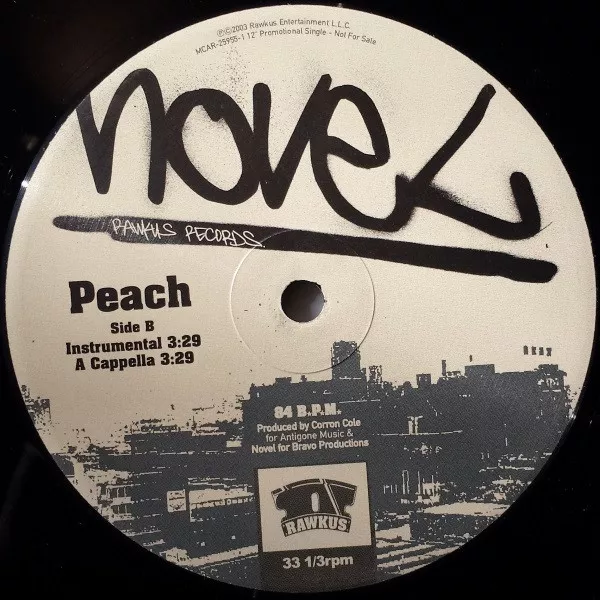 ℗©2003 Rawkus Entertainment L.L.C.
MCAR-25955-1 12" Promotional Single - Not For Sale
NOVEL
RAWKUS RECORDS
Peach
Side B
Instrumental 3:29
A Cappella 3:29
84 B.P.M.
Produced by Corron Cole
for Antigone Music &
Novel for Bravo Productions
RAWKUS
33 1/3rpm